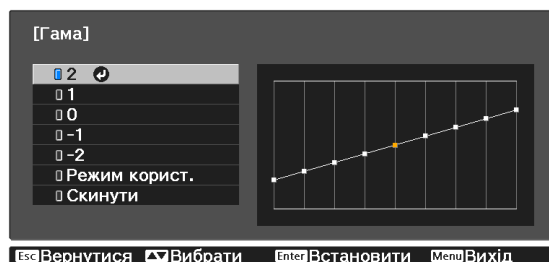 [Гама]
2
1
0
-1
-2
Режим корист.
Скинути
Esc Вернутися Вибрати Enter Встановити Menu Вихід